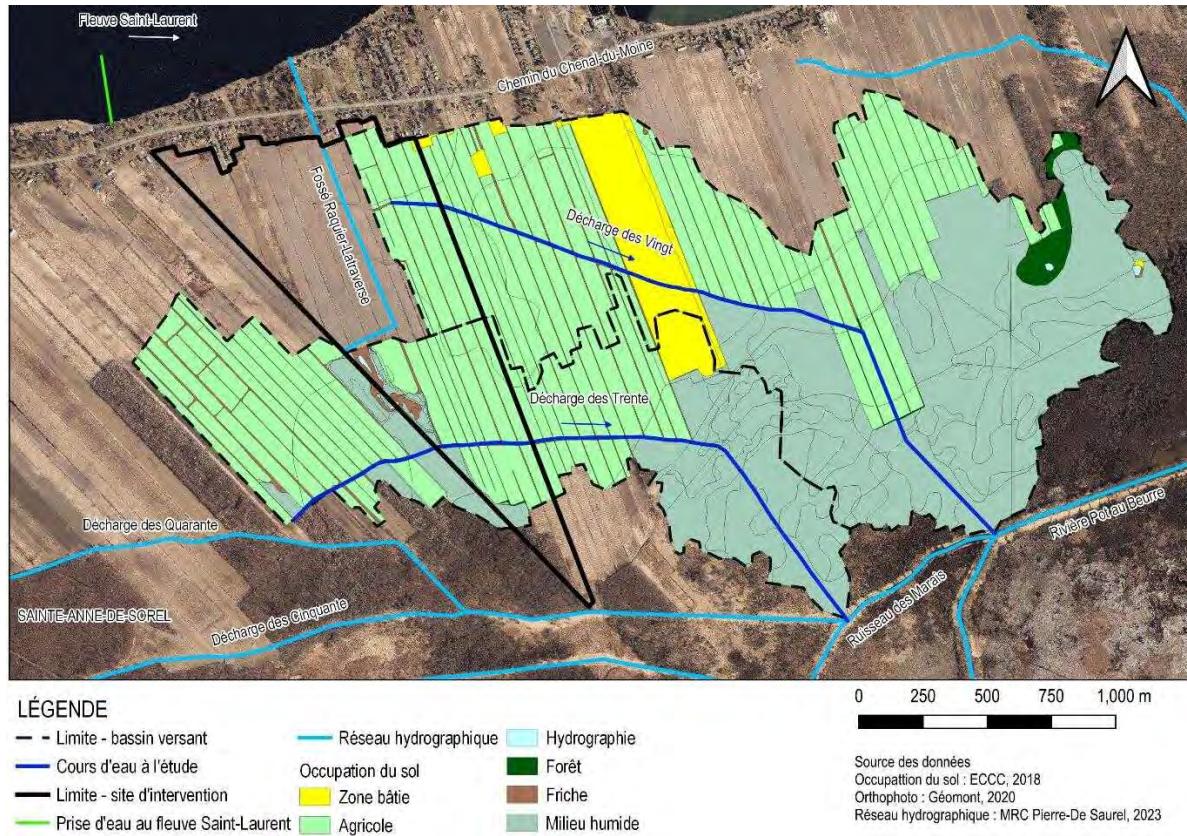 Fleuve Saint-Laurent
Chemin du Chenal-du-Moine
Fossé Raquier-Latraverse
Décharge des Vingt
Décharge des Trente
Décharge des Quarante
Rivière Pot au Beurre
SAINTE-ANNE-DE-SOREL
Décharge des Cinquante
Ruisseau des Marais
LÉGENDE
Limite - bassin versant
Cours d'eau à l'étude
Limite - site d'intervention
Prise d'eau au fleuve Saint-Laurent
Réseau hydrographique
Occupation du sol
Zone bâtie
Agricole
Hydrographie
Forêt
Friche
Milieu humide
0 250 500 750 1,000 m
Source des données
Occupattion du sol : ECCC, 2018
Orthophoto : Géomont, 2020
Réseau hydrographique : MRC Pierre-De Saurel, 2023